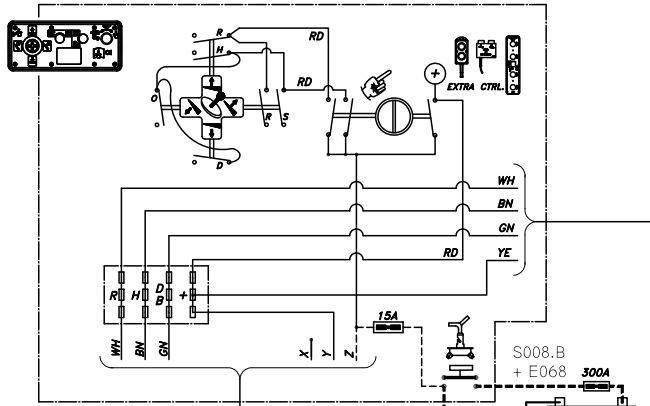 R
H
RD
RD
EXTRA CTRL.
O
R S
D
WH
BN
GN
RD YE
R H D B +
15A
WH BN GN X Y Z
S008.B
+ E068 300A